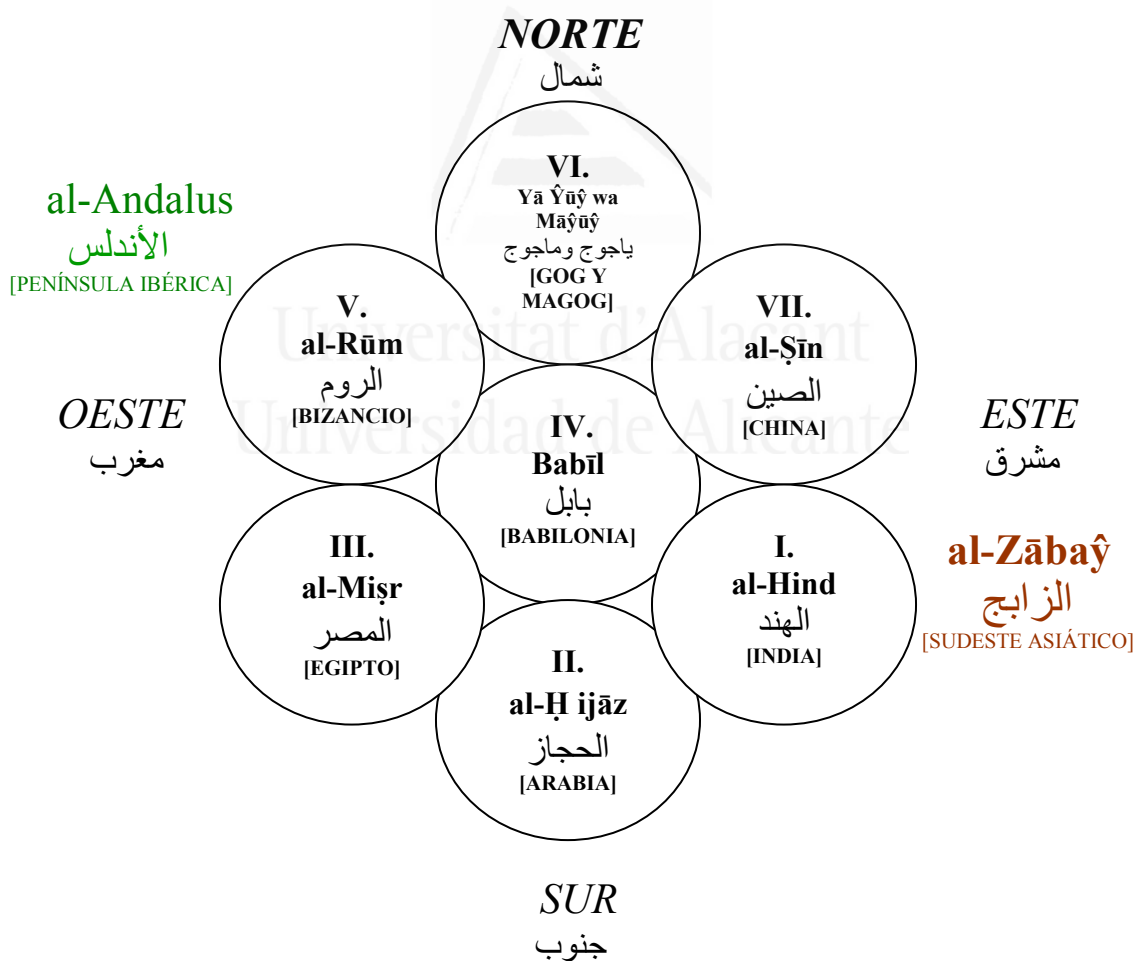 NORTE
شمال
VI.
Yā Ŷūŷ wa
Māŷūŷ
ياجوج وماجوج
[GOG Y
MAGOG]
al-Andalus
الأندلس
[PENÍNSULA IBÉRICA]
V.
al-Rūm
الروم
[BIZANCIO]
VII.
al-Ṣīn
الصين
[CHINA]
Universitat d'Alacant
Universidad de Alicante
OESTE
مغرب
IV.
Babīl
بابل
[BABILONIA]
ESTE
مشرق
III.
al-Miṣr
المصر
[EGIPTO]
I.
al-Hind
الهند
[INDIA]
al-Zābaŷ
الزابج
[SUDESTE ASIÁTICO]
II.
al-Ḥ ijāz
الحجاز
[ARABIA]
SUR
جنوب